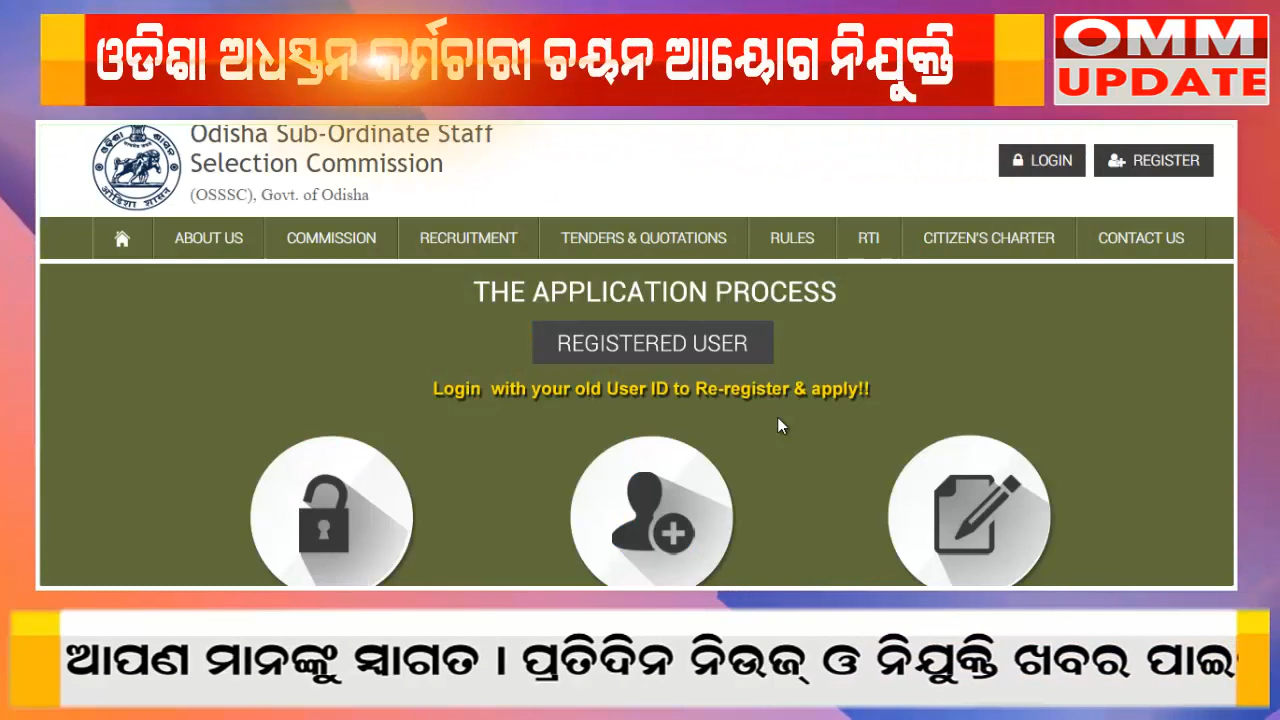 ଓଡିଶା ଅଧସ୍ତନ କର୍ମଚାରୀ ଚୟନ ଆୟୋଗ ନିଯୁକ୍ତି
OMM
UPDATE
Odisha Sub-Ordinate Staff
Selection Commission
(OSSSC), Govt. of Odisha
LOGIN
REGISTER
ABOUT US
COMMISSION
RECRUITMENT
TENDERS & QUOTATIONS
RULES
RTI
CITIZEN'S CHARTER
CONTACT US
THE APPLICATION PROCESS
REGISTERED USER
Login with your old User ID to Re-register & apply!!
ଆପଣ ମାନଙ୍କୁ ସ୍ୱାଗତ । ପ୍ରତିଦିନ ନିଉଜ୍ ଓ ନିଯୁକ୍ତି ଖବର ପାଇ